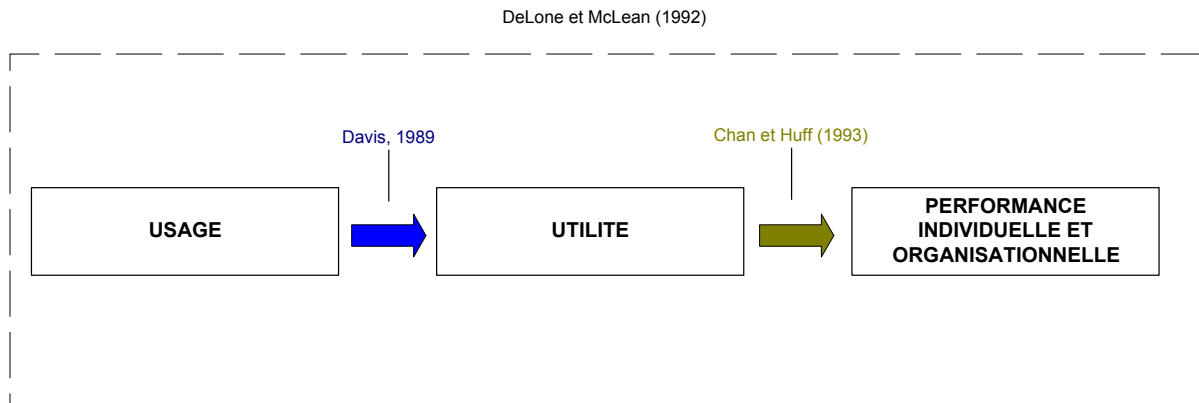 DeLone et McLean (1992)
Davis, 1989
Chan et Huff (1993)
USAGE
UTILITE
PERFORMANCE
INDIVIDUELLE ET
ORGANISATIONNELLE